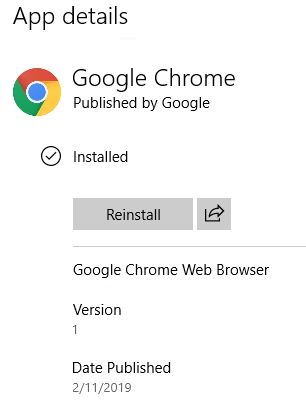 App details
Google Chrome
Published by Google
Installed
Reinstall
Google Chrome Web Browser
Version
1
Date Published
2/11/2019